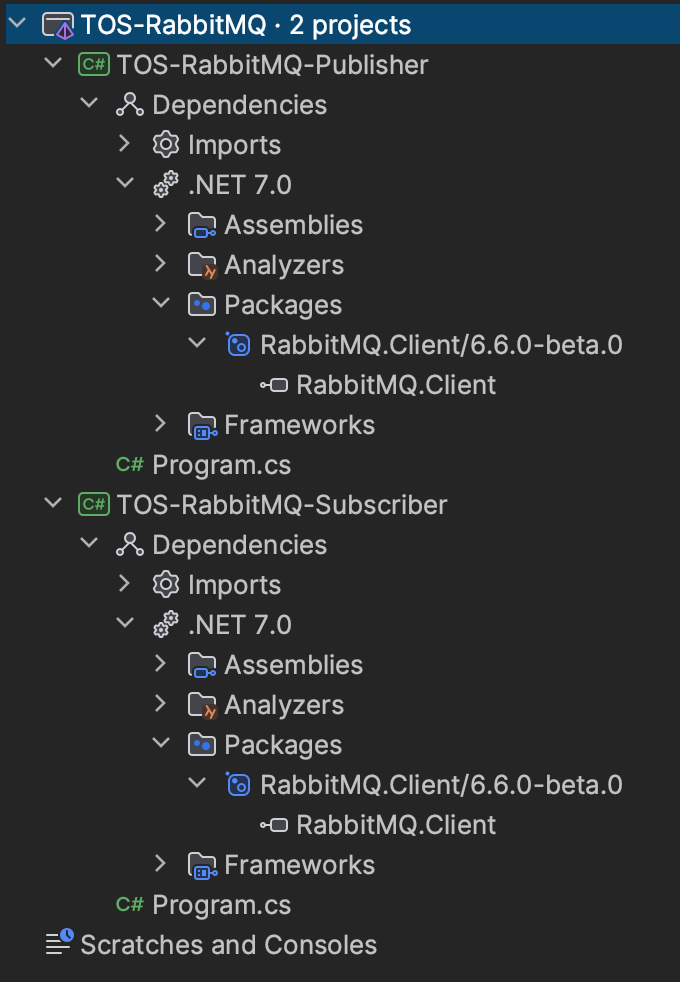 TOS-RabbitMQ · 2 projects
C# TOS-RabbitMQ-Publisher
Dependencies
Imports
.NET 7.0
Assemblies
Analyzers
Packages
RabbitMQ.Client/6.6.0-beta.0
RabbitMQ.Client
Frameworks
C# Program.cs
C# TOS-RabbitMQ-Subscriber
Dependencies
Imports
.NET 7.0
Assemblies
Analyzers
Packages
RabbitMQ.Client/6.6.0-beta.0
RabbitMQ.Client
Frameworks
C# Program.cs
Scratches and Consoles